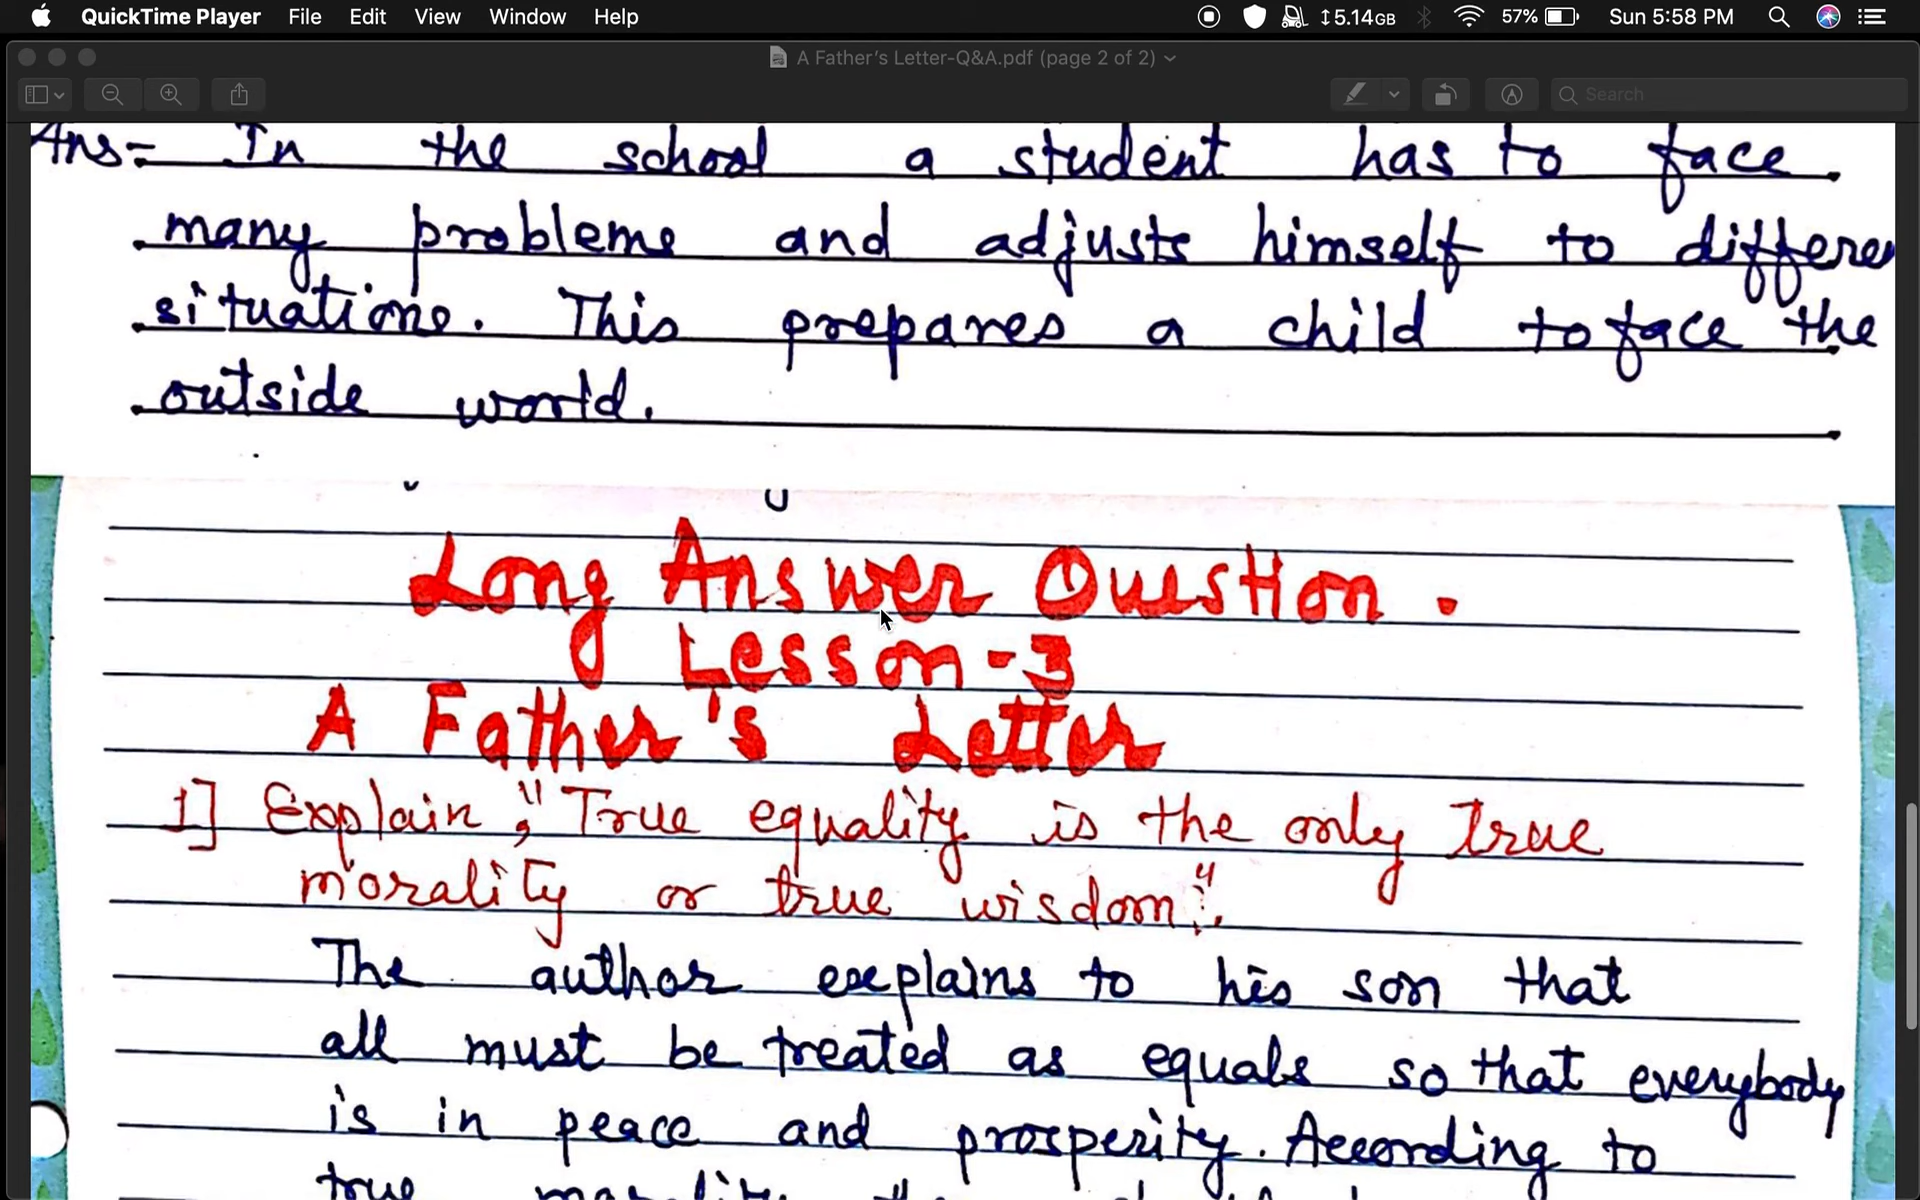 QuickTime Player File Edit View Window Help 5.14GB 57% Sun 5:58 PM
A Father's Letter-Q&A.pdf (page 2 of 2)
Search
Ans= In the school a student has to face
many probleme and adjusts himself to differe
situations. This prepares a child to face the
outside world.
Long Answer Question.
Lesson-3
A Father's Letter
1] Explain, "True equality is the only true
morality or true wisdom".
The author explains to his son that
all must be treated as equals so that everybody
is in peace and prosperity. According to
true